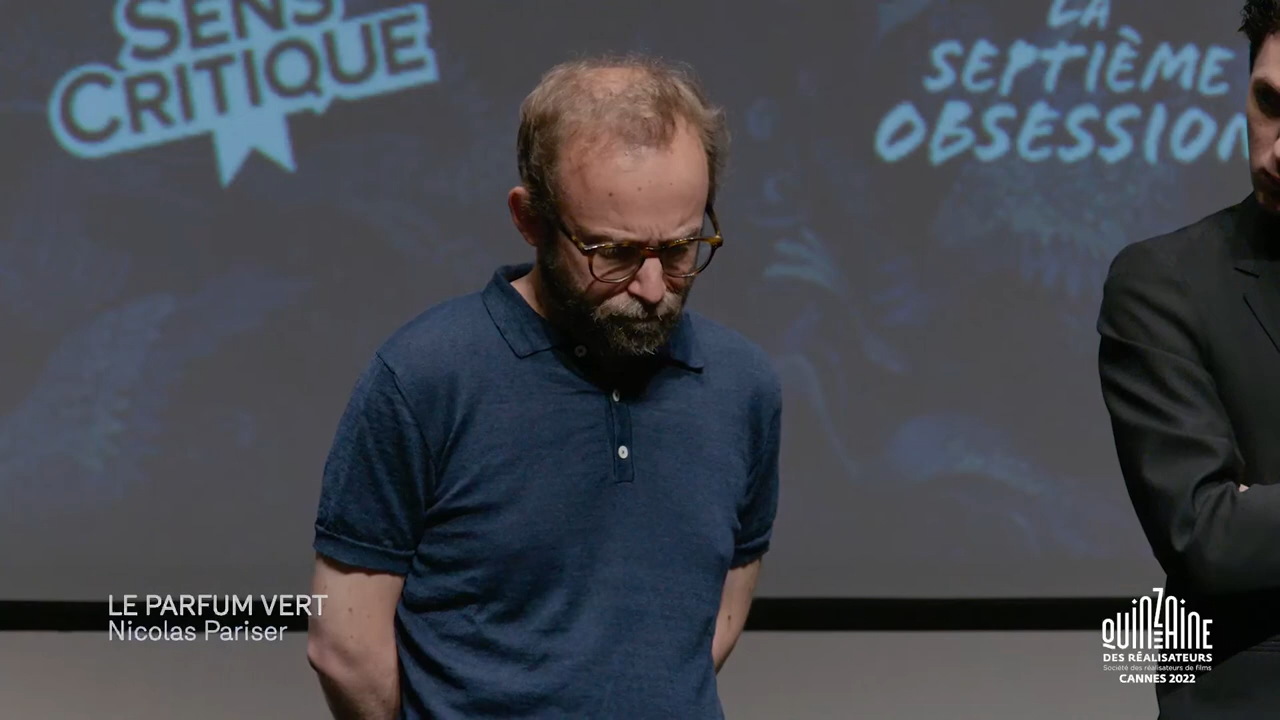 SENS
CRITIQUE
LA
SEPTIÈME
OBSESSION
LE PARFUM VERT
Nicolas Pariser
QUINZAINE
DES RÉALISATEURS
Société des réalisateurs de films
CANNES 2022